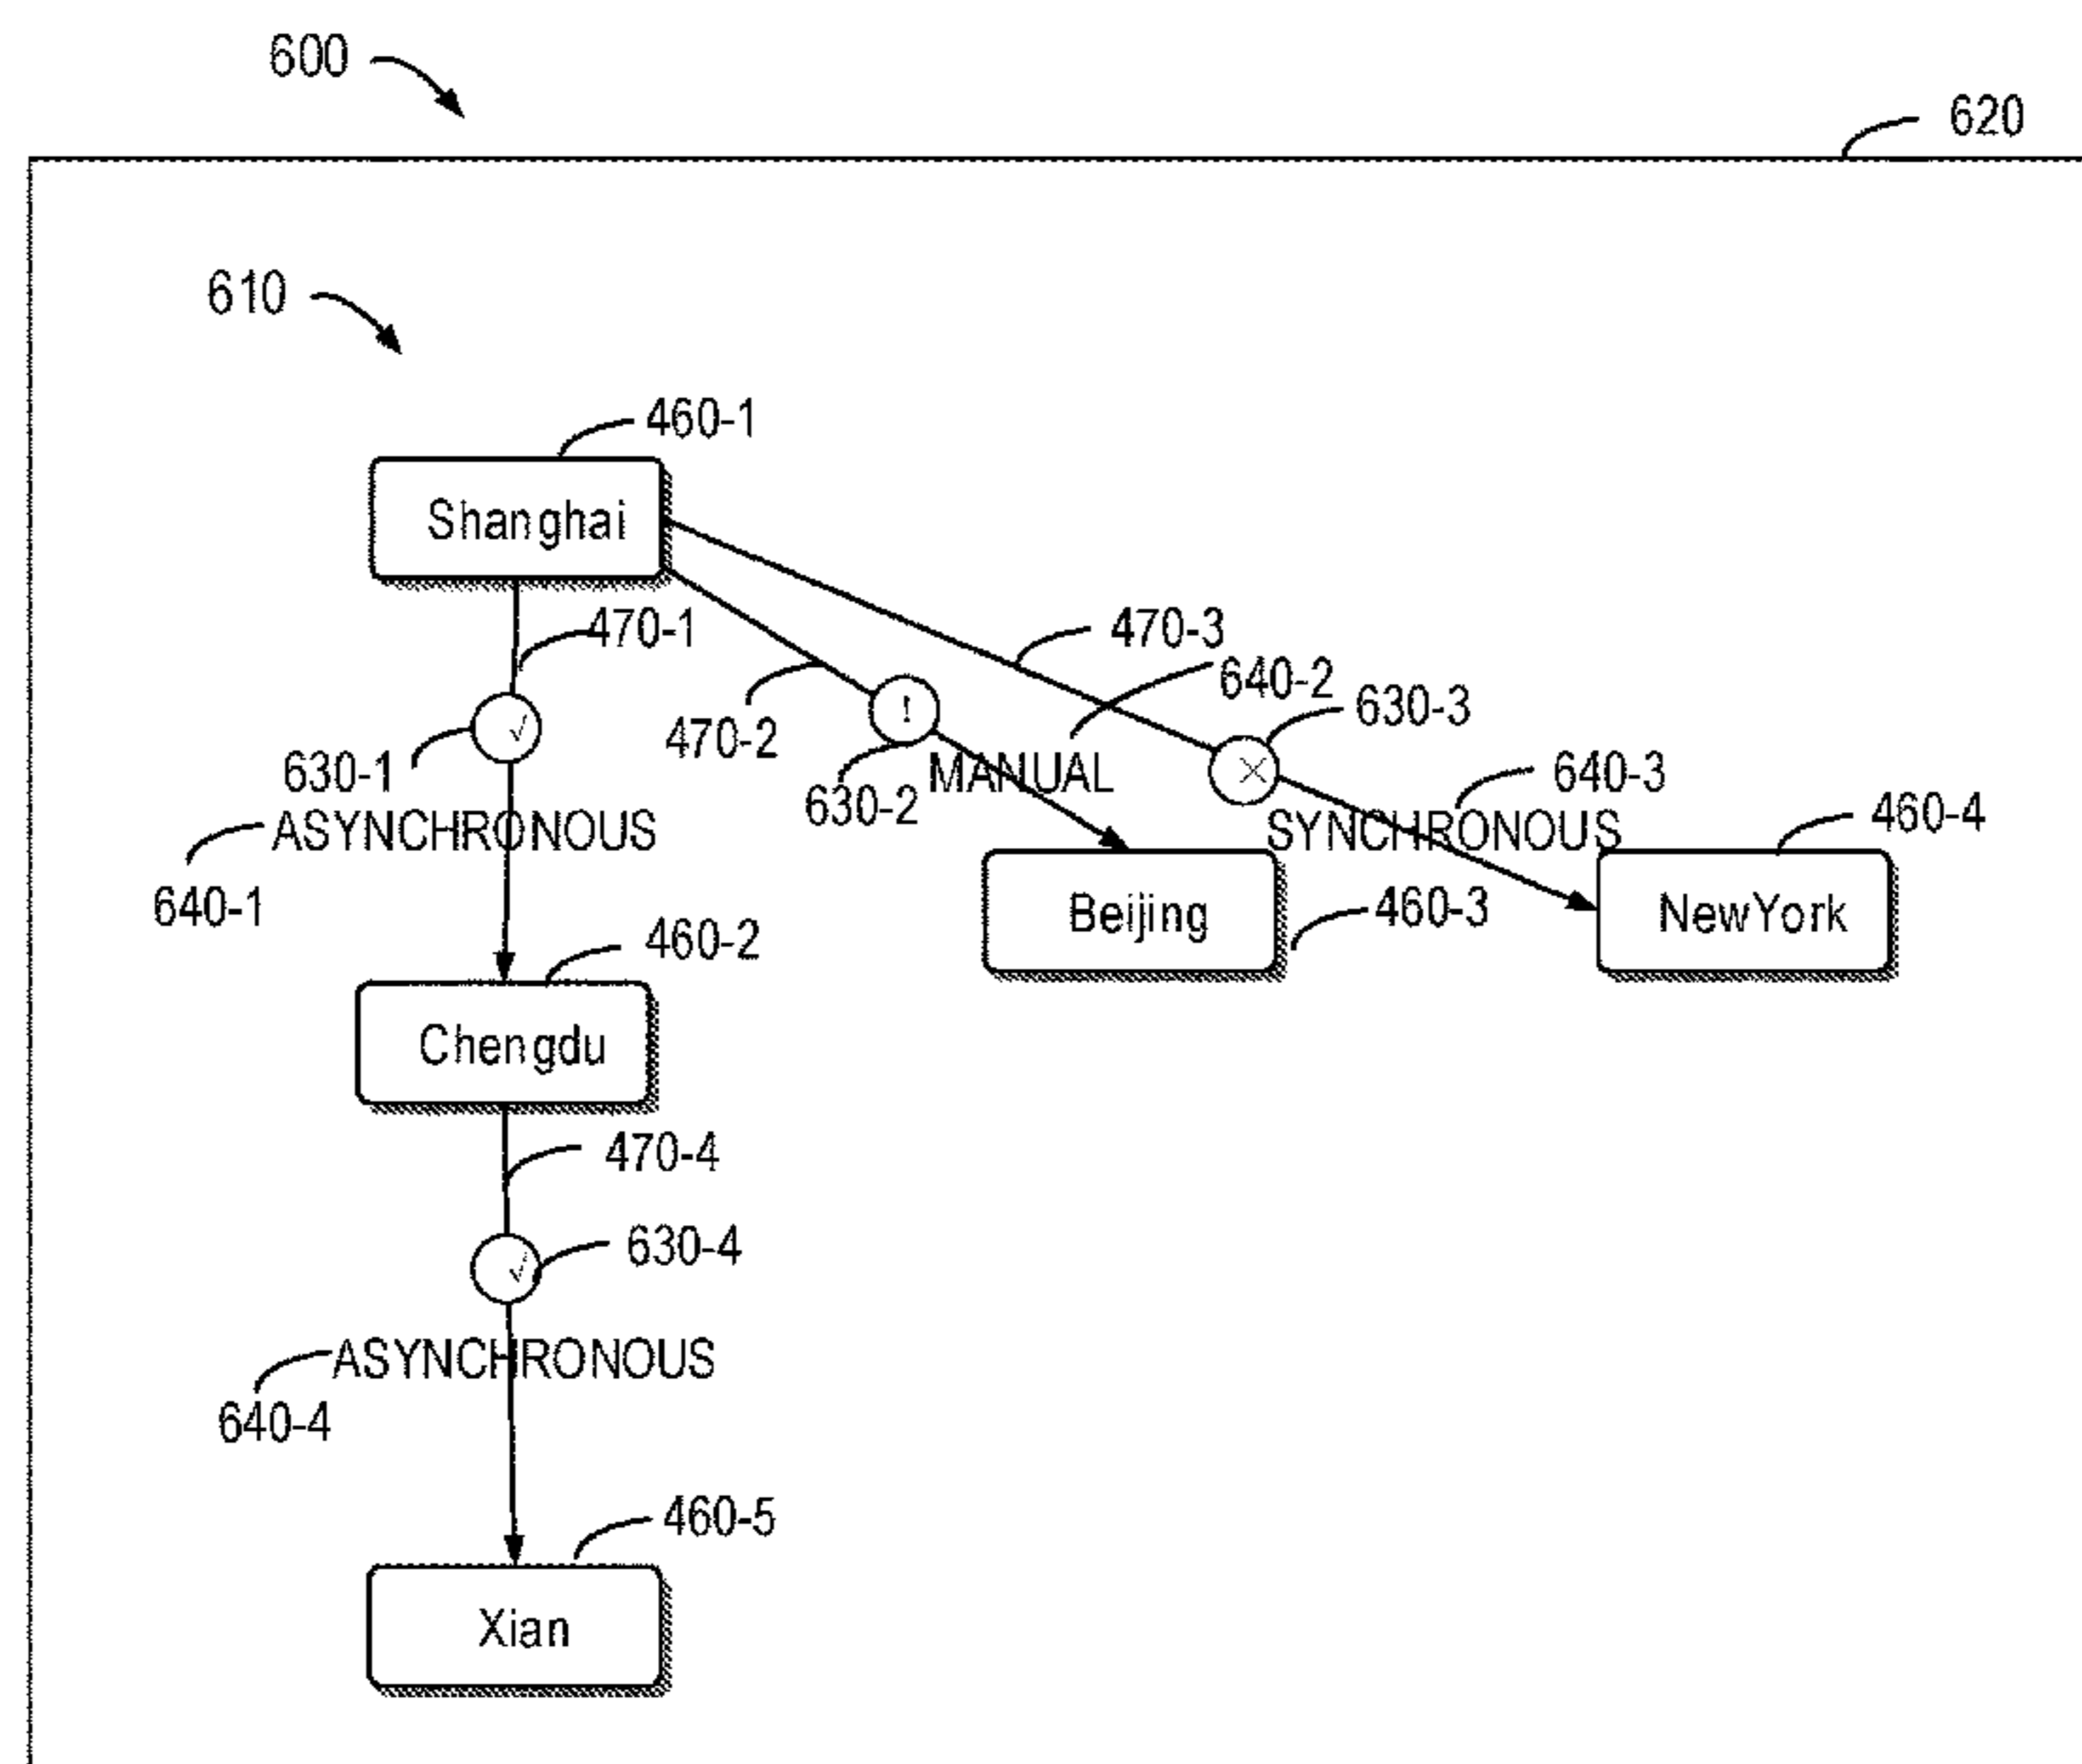 600
620
610
460-1
Shanghai
470-1
470-3
640-2
630-3
470-2
!
630-1
630-2
MANUAL
640-3
ASYNCHRONOUS
SYNCHRONOUS
460-4
640-1
460-2
Beijing
460-3
NewYork
Chengdu
470-4
630-4
ASYNCHRONOUS
640-4
460-5
Xian